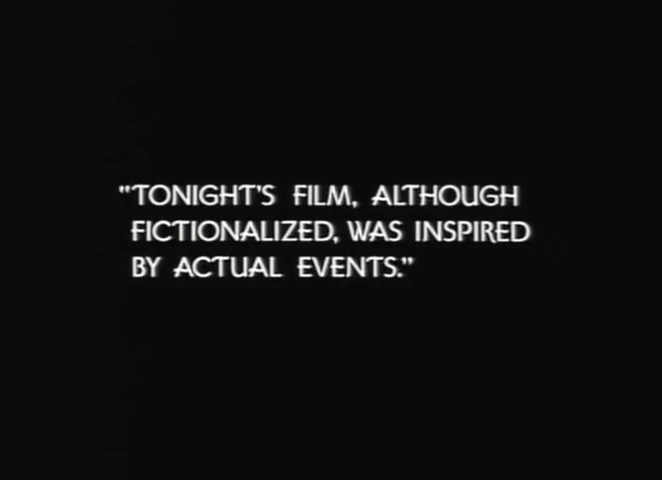 "TONIGHT'S FILM, ALTHOUGH
FICTIONALIZED, WAS INSPIRED
BY ACTUAL EVENTS."